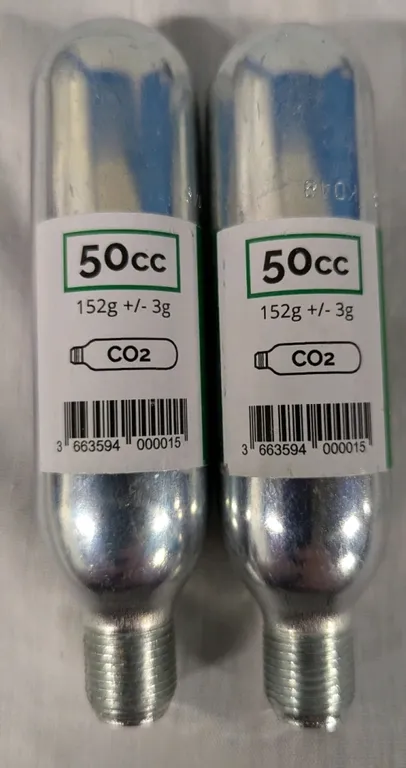 50cc
152g +/- 3g
CO2
3 663594 000015
50cc
152g +/- 3g
CO2
3 663594 000015